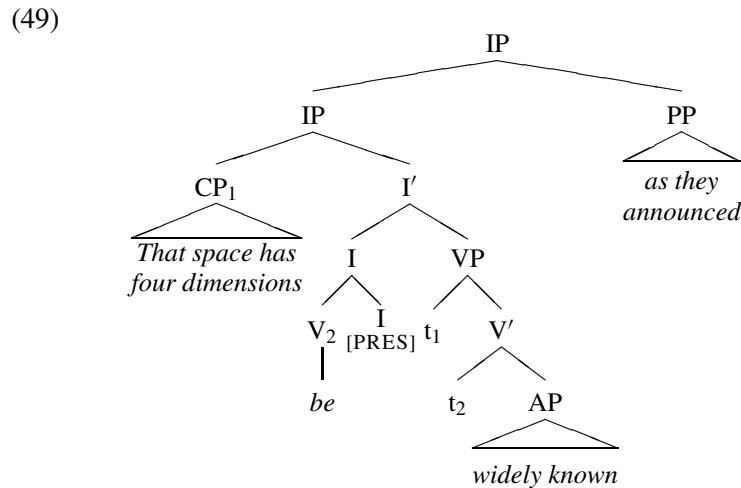 (49)
IP
IP PP
CP₁ I′ as they
announced
That space has
four dimensions
I VP
V₂ I t₁ V′
[PRES]
be t₂ AP
widely known